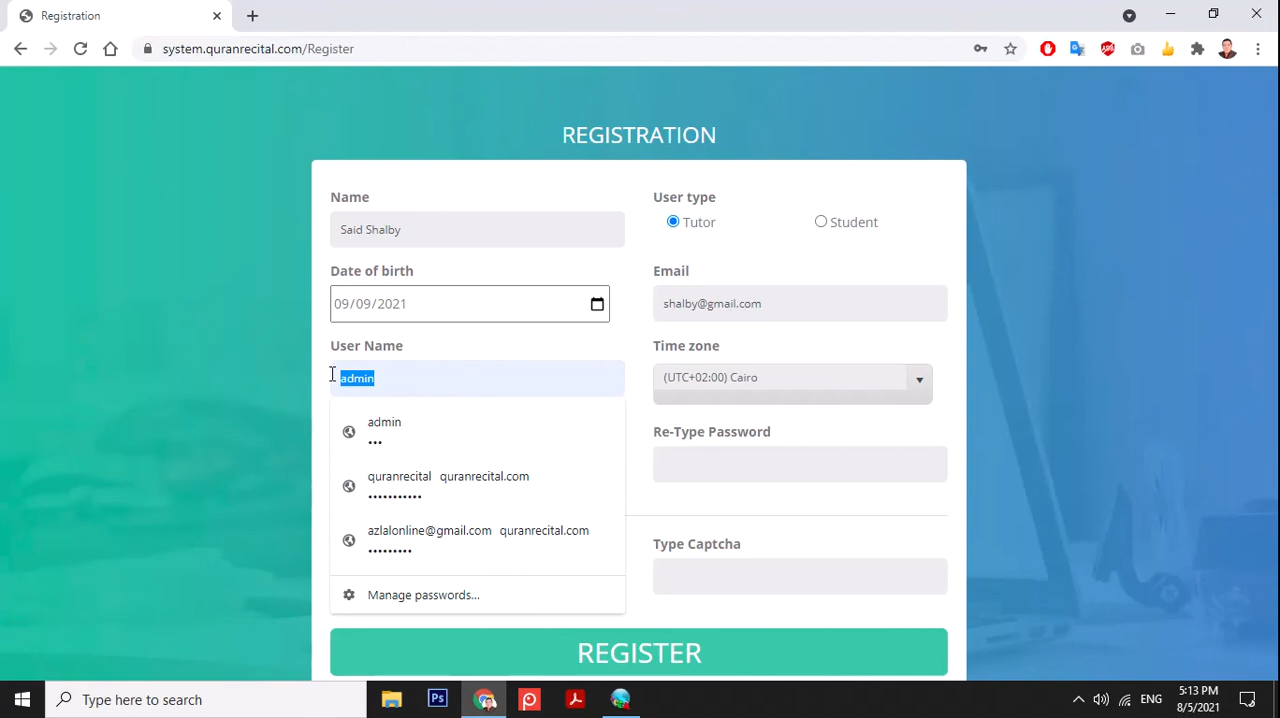 Registration
system.quranrecital.com/Register
REGISTRATION
Name
User type
Said Shalby
Tutor
Student
Date of birth
Email
09/09/2021
shalby@gmail.com
User Name
Time zone
admin
(UTC+02:00) Cairo
admin
•••
Re-Type Password
quranrecital quranrecital.com
•••••••••••
azlalonline@gmail.com quranrecital.com
•••••••••
Type Captcha
Manage passwords...
REGISTER
Type here to search
Ps
ENG
5:13 PM
8/5/2021